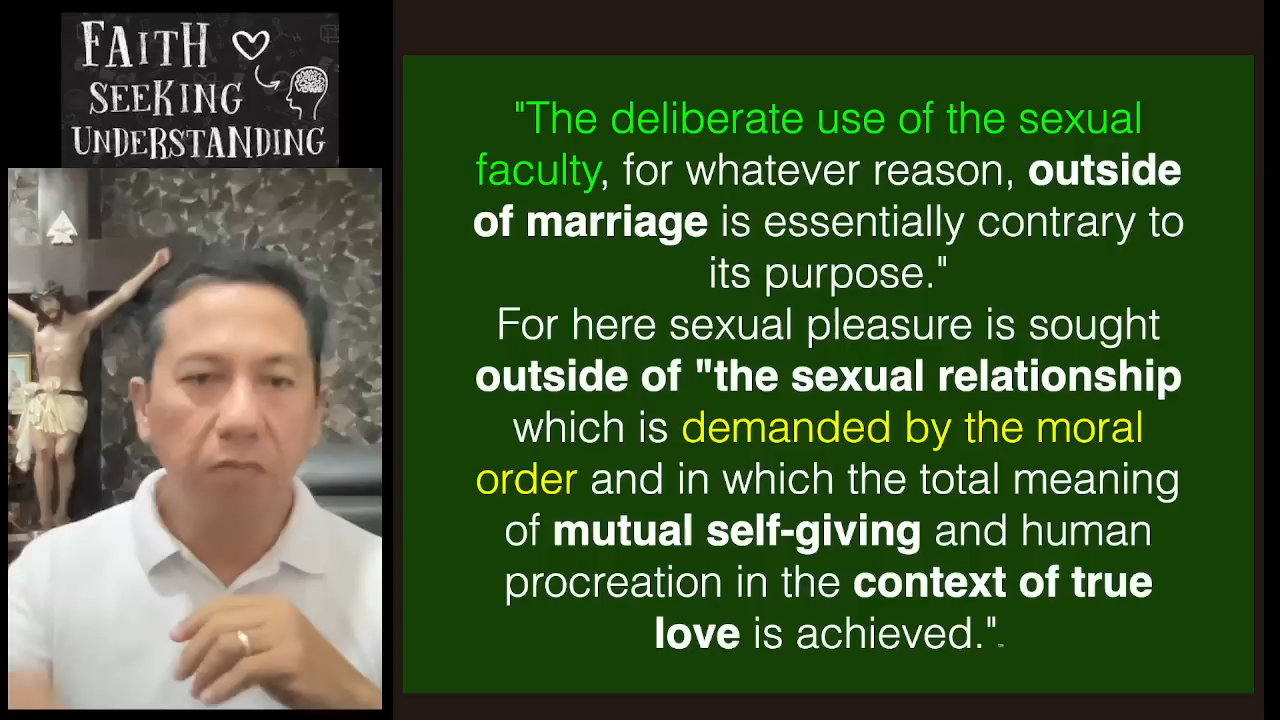 FAITH
SEEKING
UNDERSTANDING
"The deliberate use of the sexual
faculty, for whatever reason, outside
of marriage is essentially contrary to
its purpose."
For here sexual pleasure is sought
outside of "the sexual relationship
which is demanded by the moral
order and in which the total meaning
of mutual self-giving and human
procreation in the context of true
love is achieved."